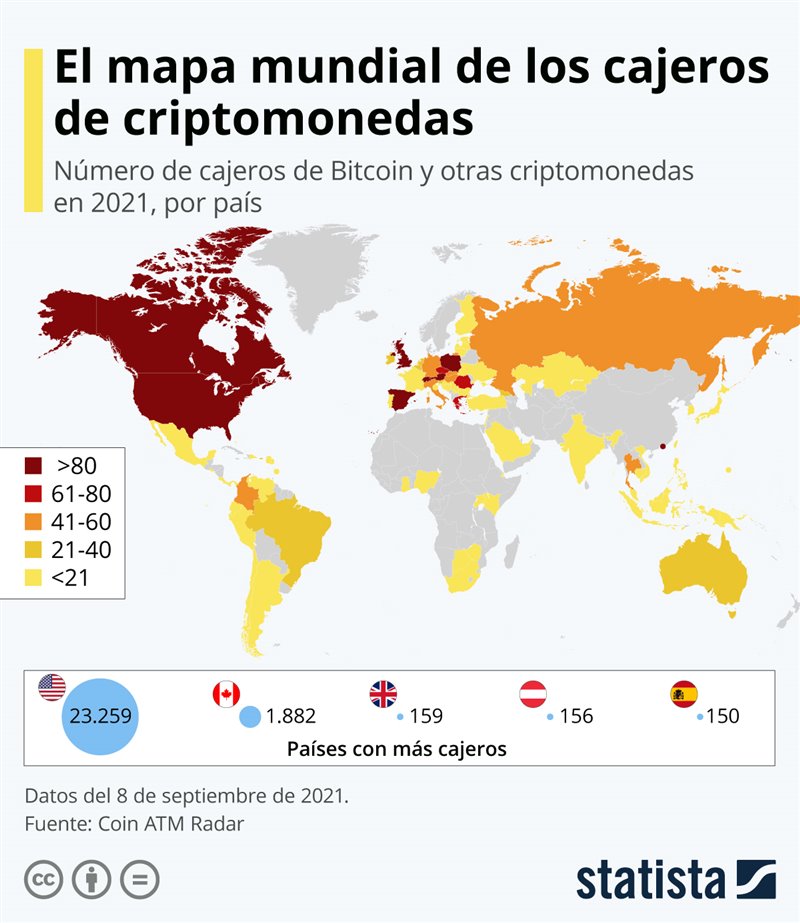 El mapa mundial de los cajeros
de criptomonedas
Número de cajeros de Bitcoin y otras criptomonedas
en 2021, por país
>80
61-80
41-60
21-40
<21
23.259
1.882
159
156
150
Países con más cajeros
Datos del 8 de septiembre de 2021.
Fuente: Coin ATM Radar
cc
=
statista